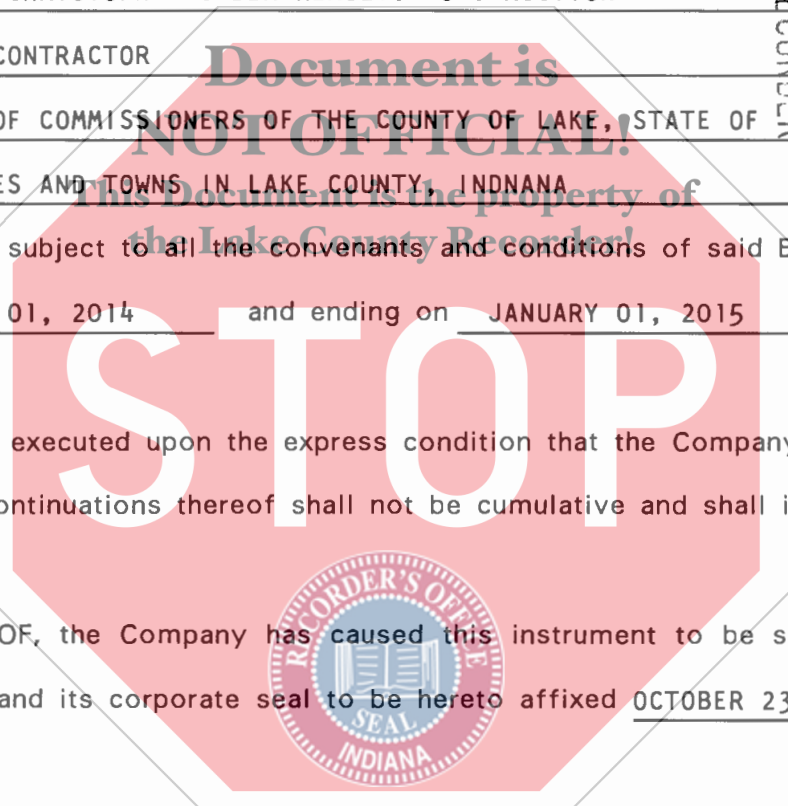 CONTRACTOR
Document is
OF COMMISSIONERS OF THE COUNTY OF LAKE, STATE OF
NOT OFFICIAL!
ES AND TOWNS IN LAKE COUNTY, INDNANA
This Document is the property of
the Lake County Recorder!
subject to all the convenants and conditions of said B
01, 2014 and ending on JANUARY 01, 2015
STOP
executed upon the express condition that the Company
ontinuations thereof shall not be cumulative and shall i
OF, the Company has caused this instrument to be s
and its corporate seal to be hereto affixed OCTOBER 23
RECORDER'S OFFICE
SEAL
INDIANA